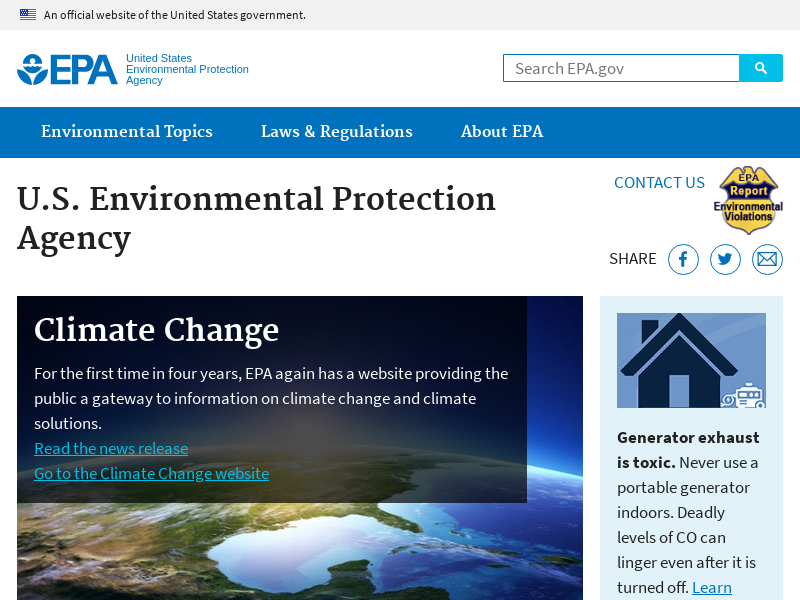 An official website of the United States government.
EPA
United States
Environmental Protection
Agency
Search EPA.gov
Environmental Topics
Laws & Regulations
About EPA
CONTACT US
EPA
Report
Environmental
Violations
U.S. Environmental Protection
Agency
SHARE
Climate Change
For the first time in four years, EPA again has a website providing the
public a gateway to information on climate change and climate
solutions.
Read the news release
Go to the Climate Change website
Generator exhaust
is toxic. Never use a
portable generator
indoors. Deadly
levels of CO can
linger even after it is
turned off. Learn